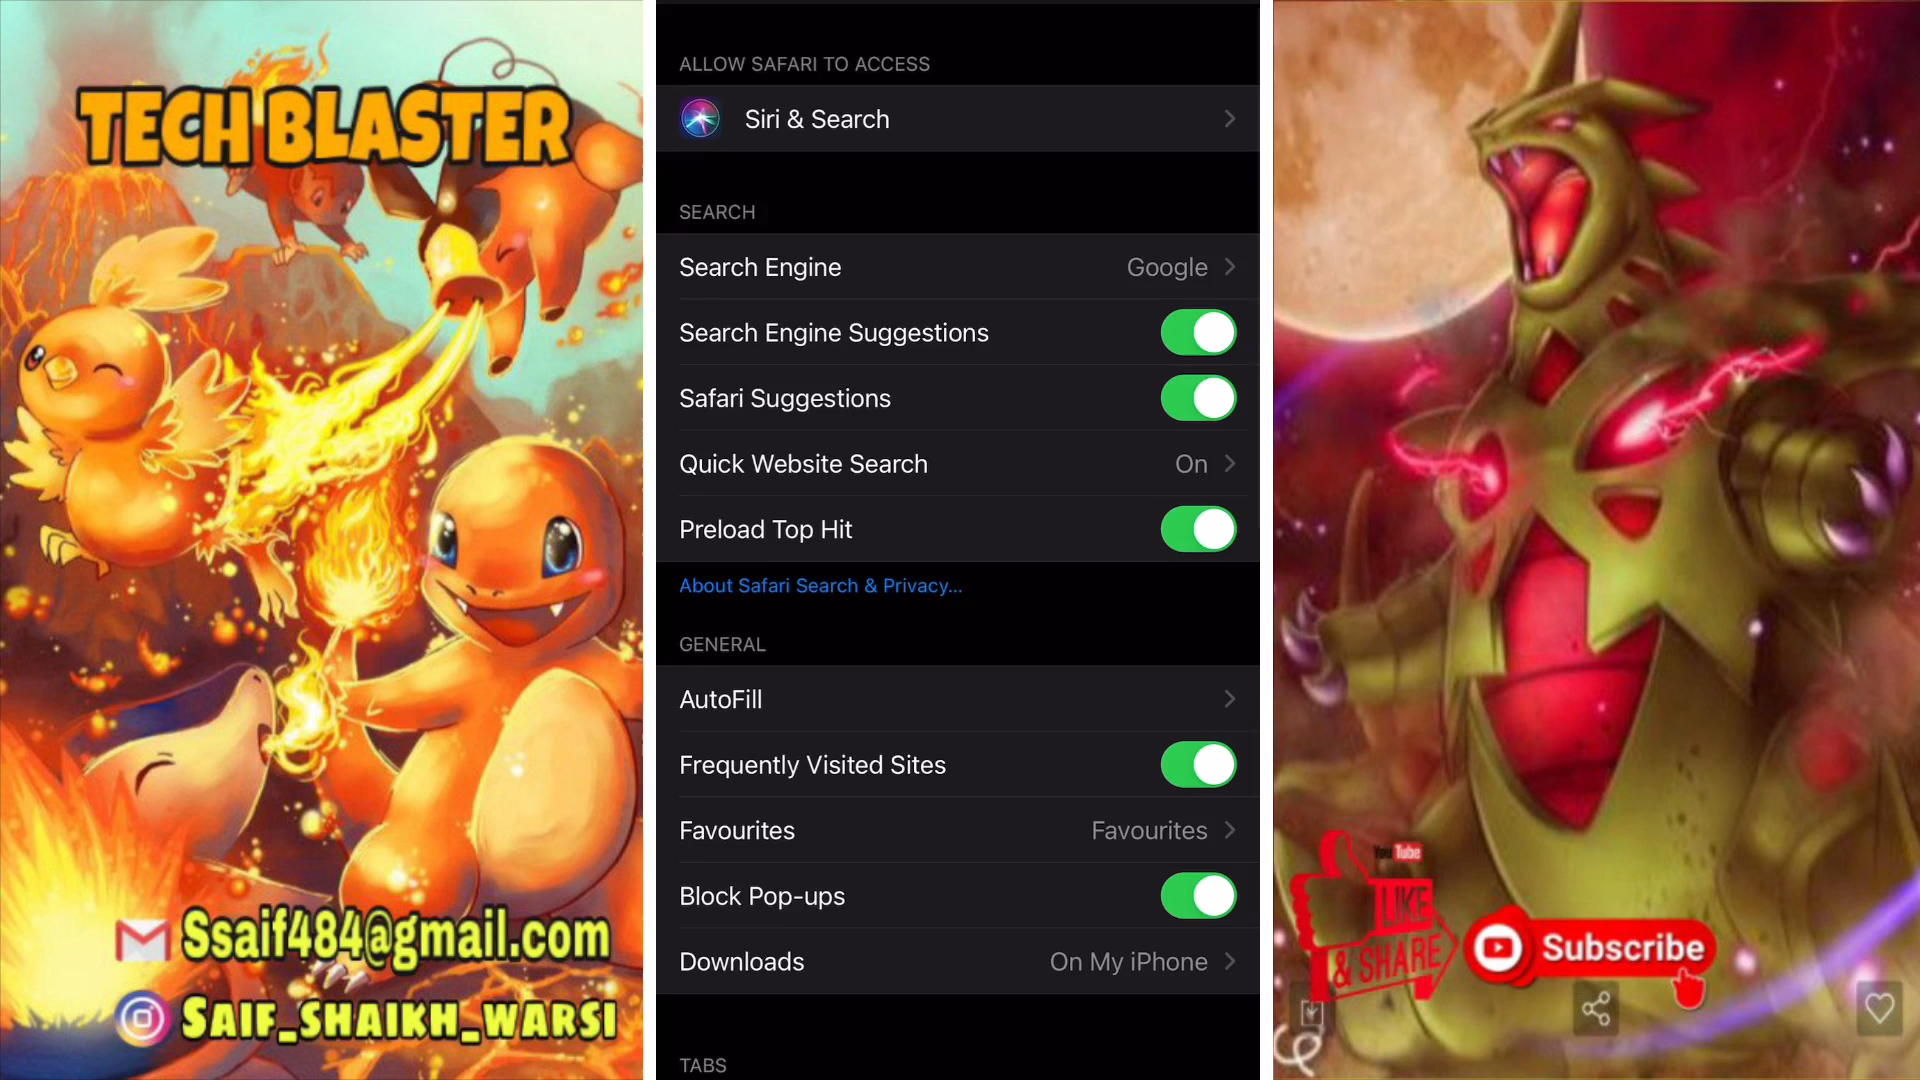 TECH BLASTER
Ssaif484@gmail.com
SAIF_SHAIKH_WARSI
ALLOW SAFARI TO ACCESS
Siri & Search
SEARCH
Search Engine Google
Search Engine Suggestions
Safari Suggestions
Quick Website Search On
Preload Top Hit
About Safari Search & Privacy...
GENERAL
AutoFill
Frequently Visited Sites
Favourites Favourites
Block Pop-ups
Downloads On My iPhone
TABS
YouTube
LIKE
& SHARE
Subscribe